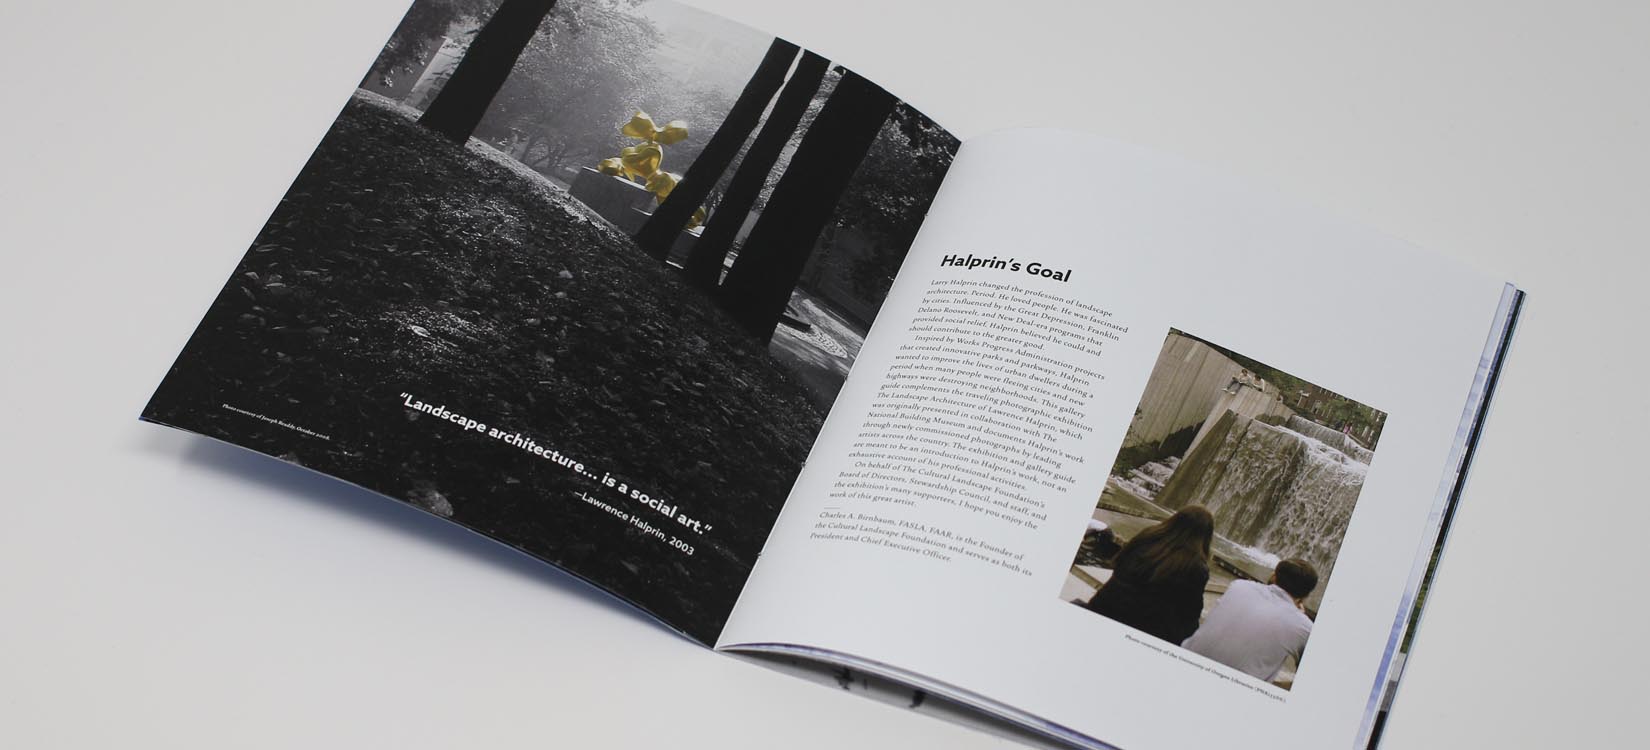 "Landscape architecture... is a social art."
—Lawrence Halprin, 2003
Photo courtesy of Joseph Readdy, October 2008.
Halprin's Goal
Larry Halprin changed the profession of landscape
architecture. Period. He loved people. He was fascinated
by cities. Influenced by the Great Depression, Franklin
Delano Roosevelt, and New Deal-era programs that
provided social relief, Halprin believed he could and
should contribute to the greater good.
Inspired by Works Progress Administration projects
that created innovative parks and parkways, Halprin
wanted to improve the lives of urban dwellers during a
period when many people were fleeing cities and new
highways were destroying neighborhoods. This gallery
guide complements the traveling photographic exhibition
The Landscape Architecture of Lawrence Halprin, which
was originally presented in collaboration with The
National Building Museum and documents Halprin's work
through newly commissioned photographs by leading
artists across the country. The exhibition and gallery guide
are meant to be an introduction to Halprin's work, not an
exhaustive account of his professional activities.
On behalf of The Cultural Landscape Foundation's
Board of Directors, Stewardship Council, and staff, and
the exhibition's many supporters, I hope you enjoy the
work of this great artist.
Charles A. Birnbaum, FASLA, FAAR, is the Founder of
the Cultural Landscape Foundation and serves as both its
President and Chief Executive Officer.
Photo courtesy of the University of Oregon Libraries